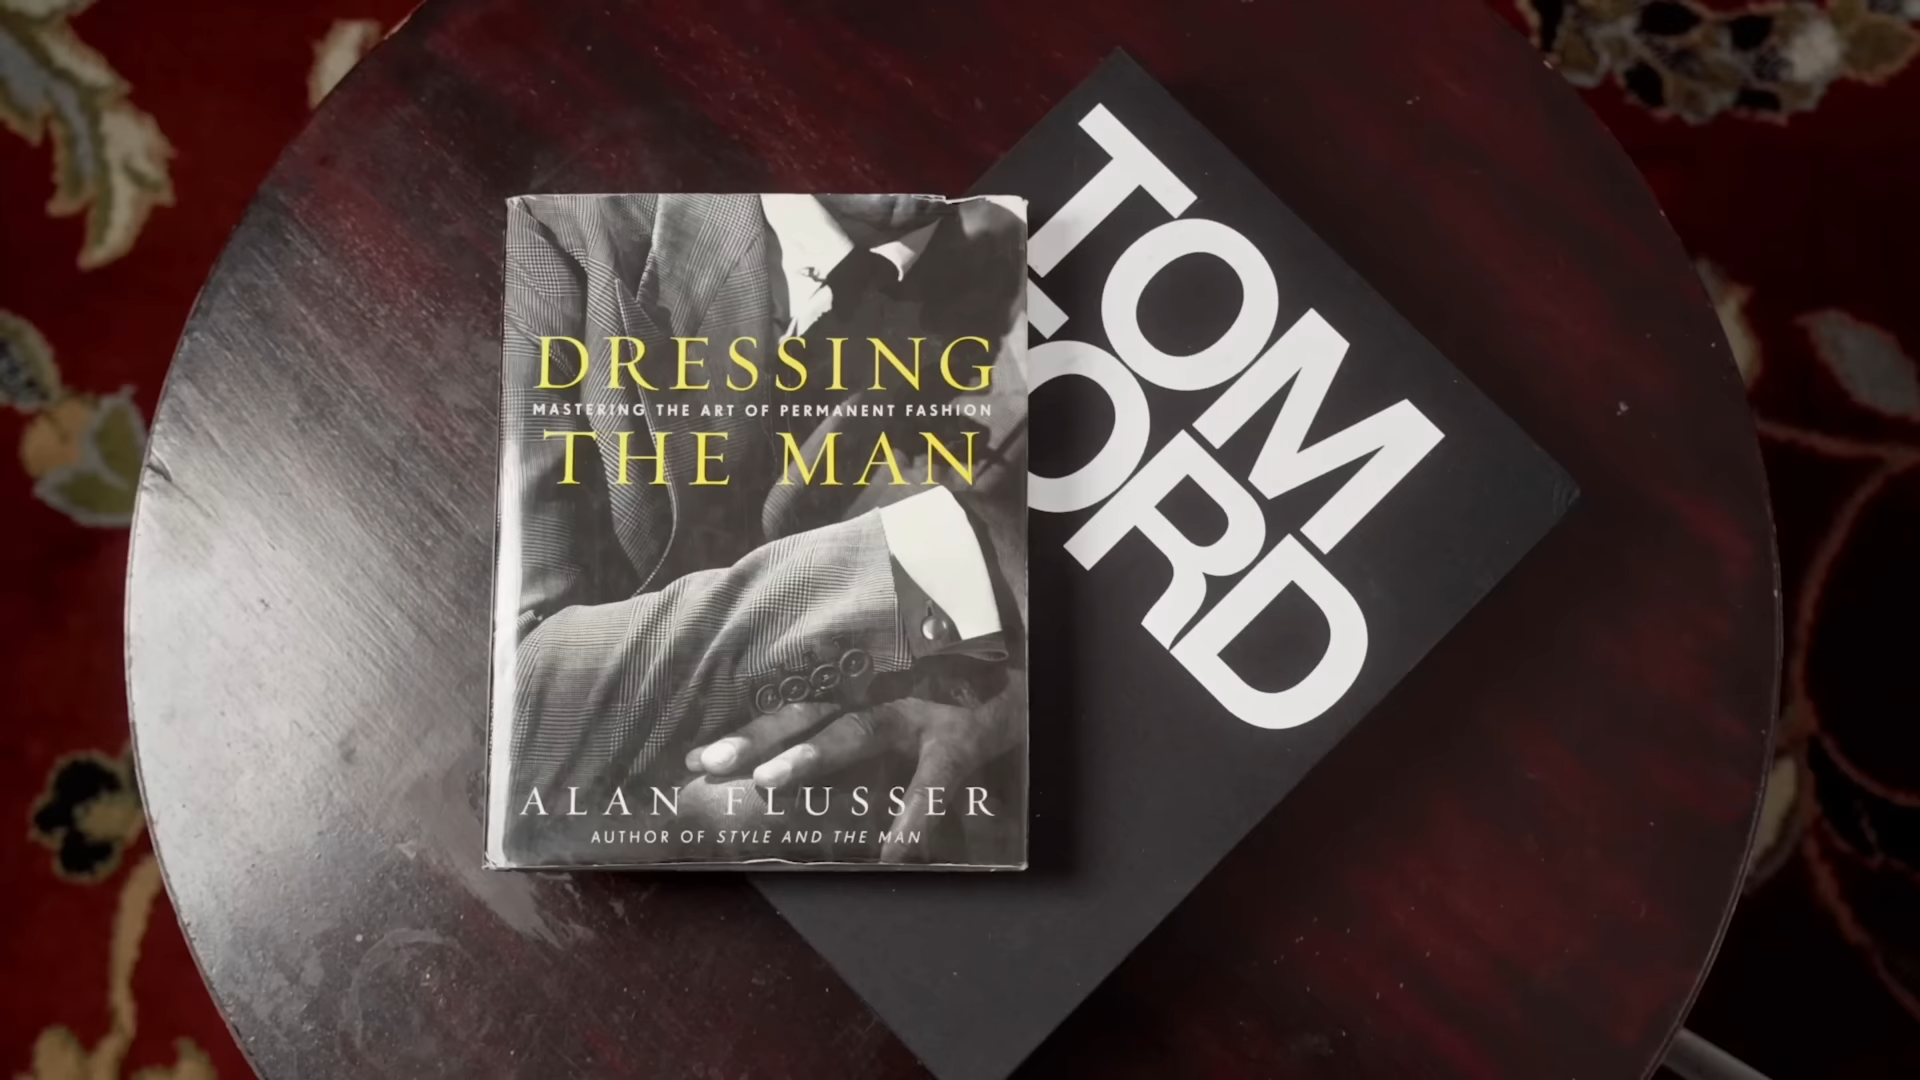 DRESSING
MASTERING THE ART OF PERMANENT FASHION
THE MAN
ALAN FLUSSER
AUTHOR OF STYLE AND THE MAN
TOM
FORD